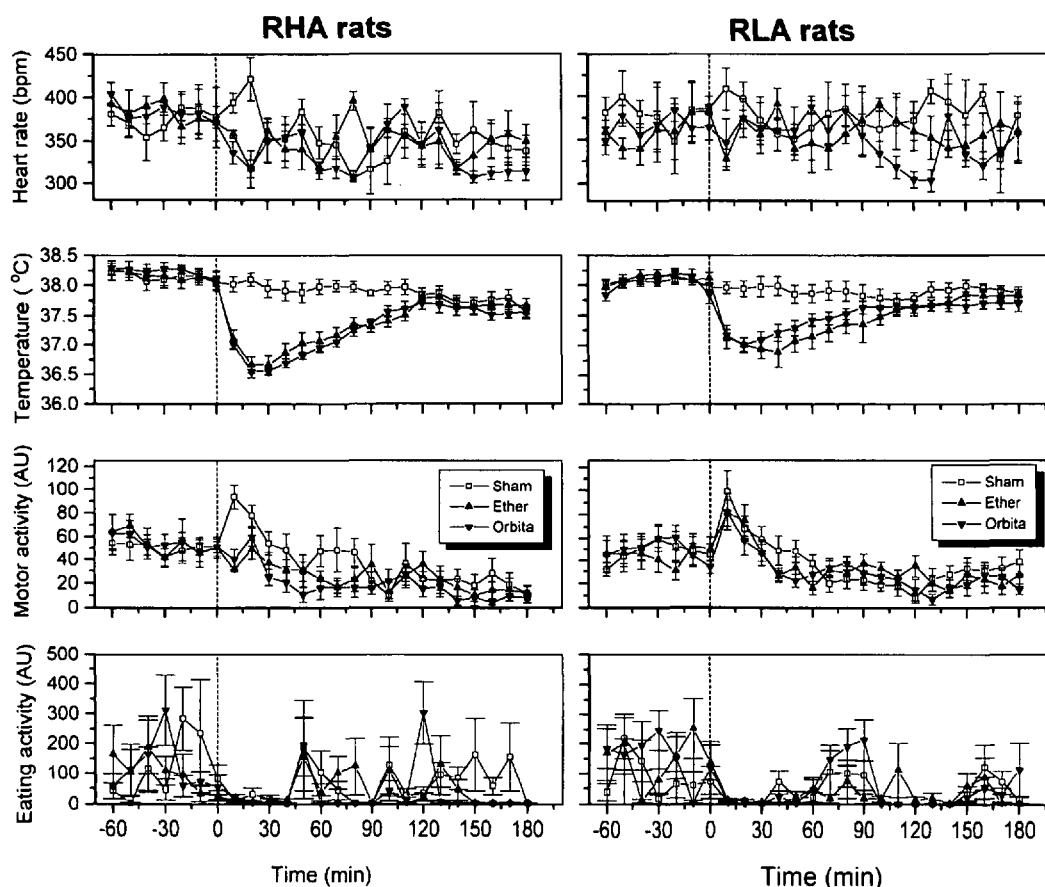 RHA rats
RLA rats
Heart rate (bpm)
450
400
350
300
Temperature (°C)
38.5
38.0
37.5
37.0
36.5
36.0
Motor activity (AU)
120
100
80
60
40
20
0
Sham
Ether
Orbita
Sham
Ether
Orbita
Eating activity (AU)
500
400
300
200
100
0
-60 -30 0 30 60 90 120 150 180
-60 -30 0 30 60 90 120 150 180
Time (min)
Time (min)